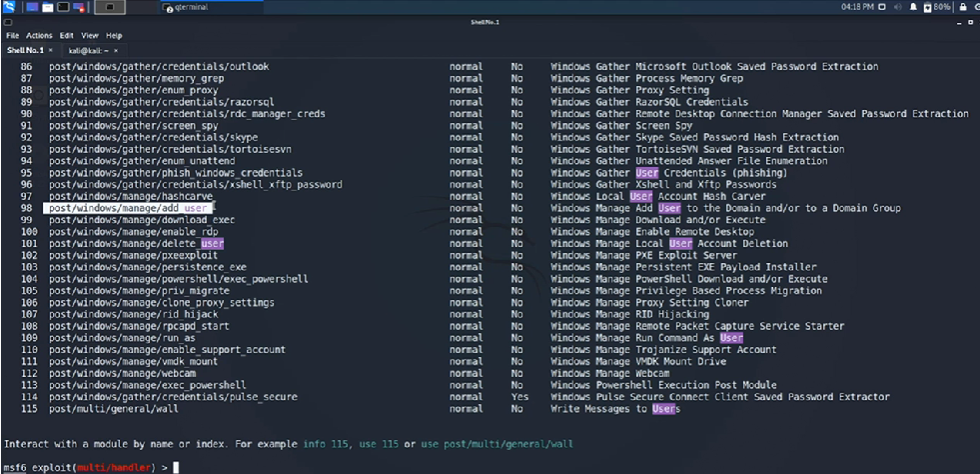 qterminal
04:18 PM
80%
Shell No.1
File Actions Edit View Help
Shell No. 1 × kali@kali: ~ ×
86 post/windows/gather/credentials/outlook normal No Windows Gather Microsoft Outlook Saved Password Extraction
87 post/windows/gather/memory_grep normal No Windows Gather Process Memory Grep
88 post/windows/gather/enum_proxy normal No Windows Gather Proxy Setting
89 post/windows/gather/credentials/razorsql normal No Windows Gather RazorSQL Credentials
90 post/windows/gather/credentials/rdc_manager_creds normal No Windows Gather Remote Desktop Connection Manager Saved Password Extraction
91 post/windows/gather/screen_spy normal No Windows Gather Screen Spy
92 post/windows/gather/credentials/skype normal No Windows Gather Skype Saved Password Hash Extraction
93 post/windows/gather/credentials/tortoisesvn normal No Windows Gather TortoiseSVN Saved Password Extraction
94 post/windows/gather/enum_unattend normal No Windows Gather Unattended Answer File Enumeration
95 post/windows/gather/phish_windows_credentials normal No Windows Gather User Credentials (phishing)
96 post/windows/gather/credentials/xshell_xftp_password normal No Windows Gather Xshell and Xftp Passwords
97 post/windows/manage/hashcarve normal No Windows Local User Account Hash Carver
98 post/windows/manage/add_user normal No Windows Manage Add User to the Domain and/or to a Domain Group
99 post/windows/manage/download_exec normal No Windows Manage Download and/or Execute
100 post/windows/manage/enable_rdp normal No Windows Manage Enable Remote Desktop
101 post/windows/manage/delete_user normal No Windows Manage Local User Account Deletion
102 post/windows/manage/pxeexploit normal No Windows Manage PXE Exploit Server
103 post/windows/manage/persistence_exe normal No Windows Manage Persistent EXE Payload Installer
104 post/windows/manage/powershell/exec_powershell normal No Windows Manage PowerShell Download and/or Execute
105 post/windows/manage/priv_migrate normal No Windows Manage Privilege Based Process Migration
106 post/windows/manage/clone_proxy_settings normal No Windows Manage Proxy Setting Cloner
107 post/windows/manage/rid_hijack normal No Windows Manage RID Hijacking
108 post/windows/manage/rpcapd_start normal No Windows Manage Remote Packet Capture Service Starter
109 post/windows/manage/run_as normal No Windows Manage Run Command As User
110 post/windows/manage/enable_support_account normal No Windows Manage Trojanize Support Account
111 post/windows/manage/vmdk_mount normal No Windows Manage VMDK Mount Drive
112 post/windows/manage/webcam normal No Windows Manage Webcam
113 post/windows/manage/exec_powershell normal No Windows Powershell Execution Post Module
114 post/windows/gather/credentials/pulse_secure normal Yes Windows Pulse Secure Connect Client Saved Password Extractor
115 post/multi/general/wall normal No Write Messages to Users
Interact with a module by name or index. For example info 115, use 115 or use post/multi/general/wall
msf6 exploit(multi/handler) >